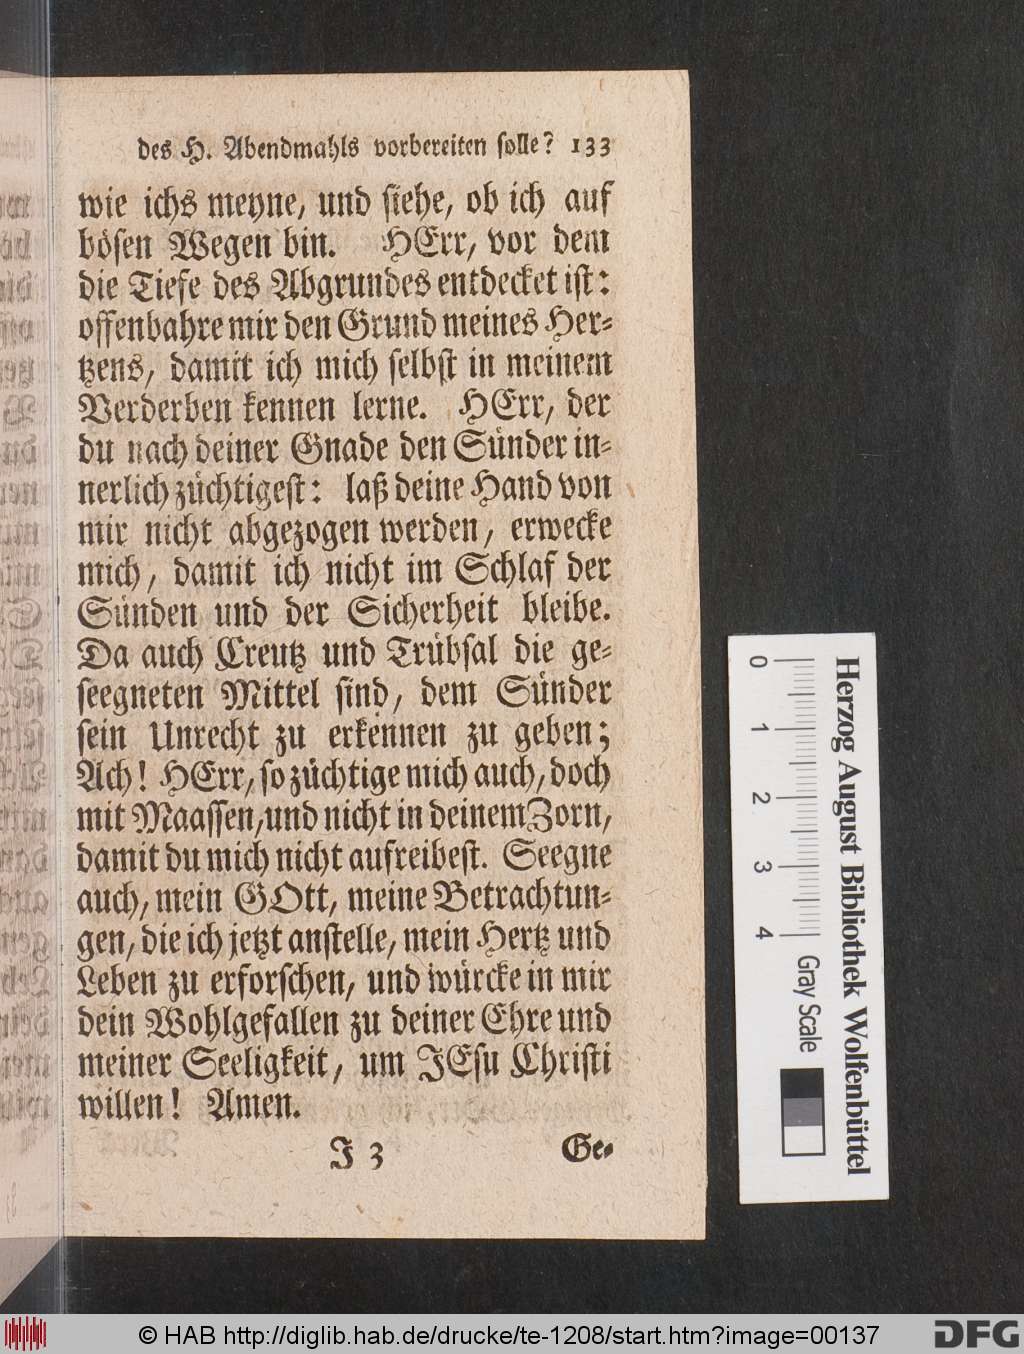 des H. Abendmahls vorbereiten solle? 133
wie ichs meyne, und siehe, ob ich auf
bösen Wegen bin. HErr, vor dem
die Tiefe des Abgrundes entdecket ist:
offenbahre mir den Grund meines Her-
tzens, damit ich mich selbst in meinem
Verderben kennen lerne. HErr, der
du nach deiner Gnade den Sünder in-
nerlich züchtigest: laß deine Hand von
mir nicht abgezogen werden, erwecke
mich, damit ich nicht im Schlaf der
Sünden und der Sicherheit bleibe.
Da auch Creutz und Trübsal die ge-
seegneten Mittel sind, dem Sünder
sein Unrecht zu erkennen zu geben;
Ach! HErr, so züchtige mich auch, doch
mit Maassen, und nicht in deinem Zorn,
damit du mich nicht aufreibest. Seegne
auch, mein GOtt, meine Betrachtun-
gen, die ich jetzt anstelle, mein Hertz und
Leben zu erforschen, und würcke in mir
dein Wohlgefallen zu deiner Ehre und
meiner Seeligkeit, um JEsu Christi
willen! Amen.
J 3 Ge-
0 1 2 3 4 Gray Scale
Herzog August Bibliothek Wolfenbüttel
© HAB http://diglib.hab.de/drucke/te-1208/start.htm?image=00137
DFG